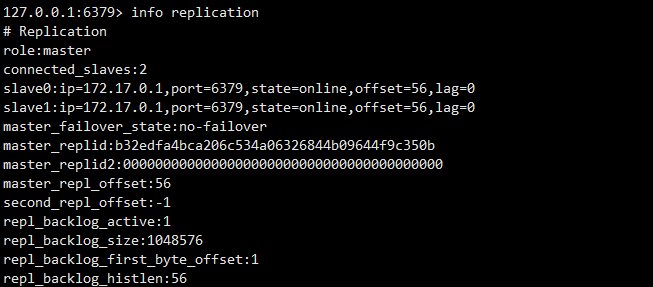 127.0.0.1:6379> info replication
# Replication
role:master
connected_slaves:2
slave0:ip=172.17.0.1,port=6379,state=online,offset=56,lag=0
slave1:ip=172.17.0.1,port=6379,state=online,offset=56,lag=0
master_failover_state:no-failover
master_replid:b32edfa4bca206c534a06326844b09644f9c350b
master_replid2:0000000000000000000000000000000000000000
master_repl_offset:56
second_repl_offset:-1
repl_backlog_active:1
repl_backlog_size:1048576
repl_backlog_first_byte_offset:1
repl_backlog_histlen:56